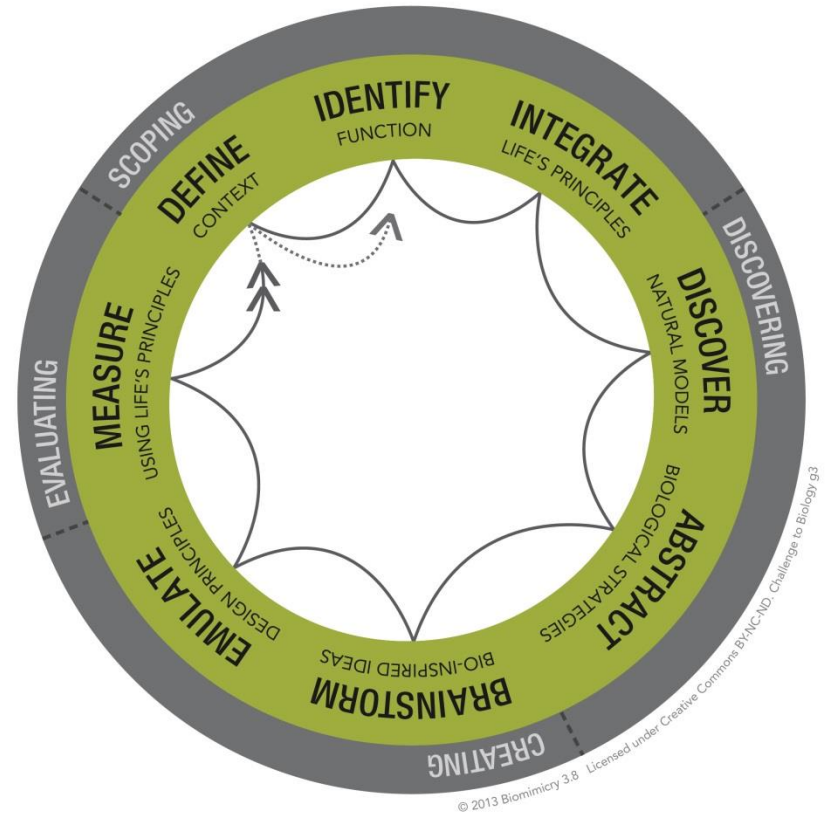 SCOPING
DEFINE
CONTEXT
IDENTIFY
FUNCTION
INTEGRATE
LIFE'S PRINCIPLES
DISCOVERING
DISCOVER
NATURAL MODELS
ABSTRACT
BIOLOGICAL STRATEGIES
CREATING
BRAINSTORM
BIO-INSPIRED IDEAS
EMULATE
DESIGN PRINCIPLES
EVALUATING
MEASURE
USING LIFE'S PRINCIPLES
© 2013 Biomimicry 3.8 Licensed under Creative Commons BY-NC-ND. Challenge to Biology g3